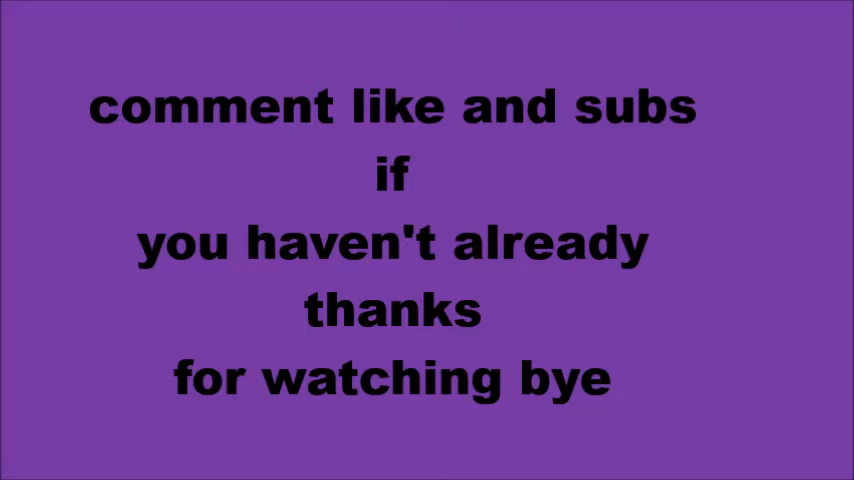 comment like and subs
if
you haven't already
thanks
for watching bye